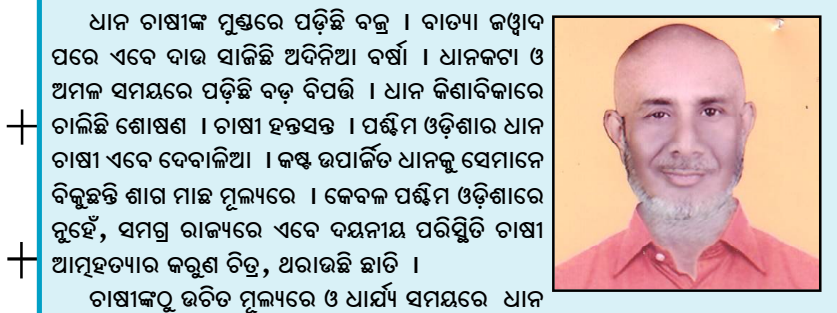 ଧାନ ଚାଷୀଙ୍କ ମୁଣ୍ଡରେ ପଡ଼ିଛି ବଜ୍ର । ବାତ୍ୟା ଜଓ୍ବାଦ
ପରେ ଏବେ ଦାଉ ସାଜିଛି ଅଦିନିଆ ବର୍ଷା । ଧାନକଟା ଓ
ଅମଳ ସମୟରେ ପଡ଼ିଛି ବଡ଼ ବିପତ୍ତି । ଧାନ କିଣାବିକାରେ
ଚାଲିଛି ଶୋଷଣ । ଚାଷୀ ହନ୍ତସନ୍ତ । ପଶ୍ଚିମ ଓଡ଼ିଶାର ଧାନ
ଚାଷୀ ଏବେ ଦେବାଳିଆ । କଷ୍ଟ ଉପାର୍ଜିତ ଧାନକୁ ସେମାନେ
ବିକୁଛନ୍ତି ଶାଗ ମାଛ ମୂଲ୍ୟରେ । କେବଳ ପଶ୍ଚିମ ଓଡ଼ିଶାରେ
ନୁହେଁ, ସମଗ୍ର ରାଜ୍ୟରେ ଏବେ ଦୟନୀୟ ପରିସ୍ଥିତି ଚାଷୀ
ଆତ୍ମହତ୍ୟାର କରୁଣ ଚିତ୍ର, ଥରାଉଛି ଛାତି ।
ଚାଷୀଙ୍କଠୁ ଉଚିତ ମୂଲ୍ୟରେ ଓ ଧାର୍ଯ୍ୟ ସମୟରେ ଧାନ